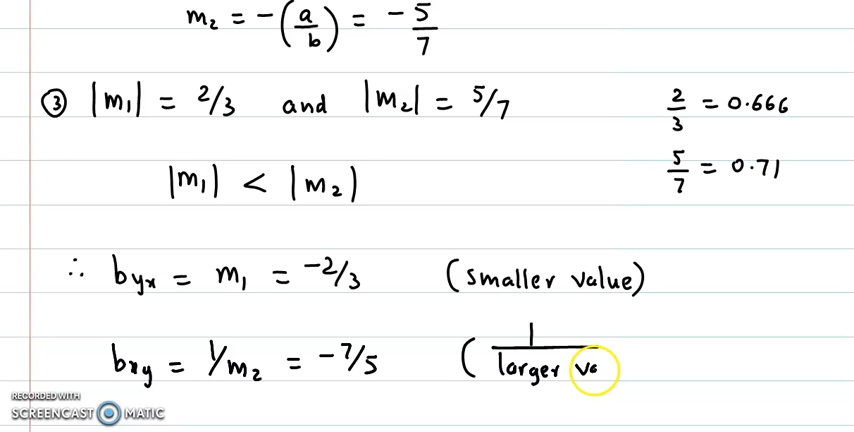 m₂ = -(a/b) = -5/7
③ |m₁| = 2/3 and |m₂| = 5/7
2/3 = 0.666
5/7 = 0.71
|m₁| < |m₂|
∴ byx = m₁ = -2/3 (smaller value)
bxy = 1/m₂ = -7/5 ( 1/larger va
RECORDED WITH
SCREENCAST MATIC